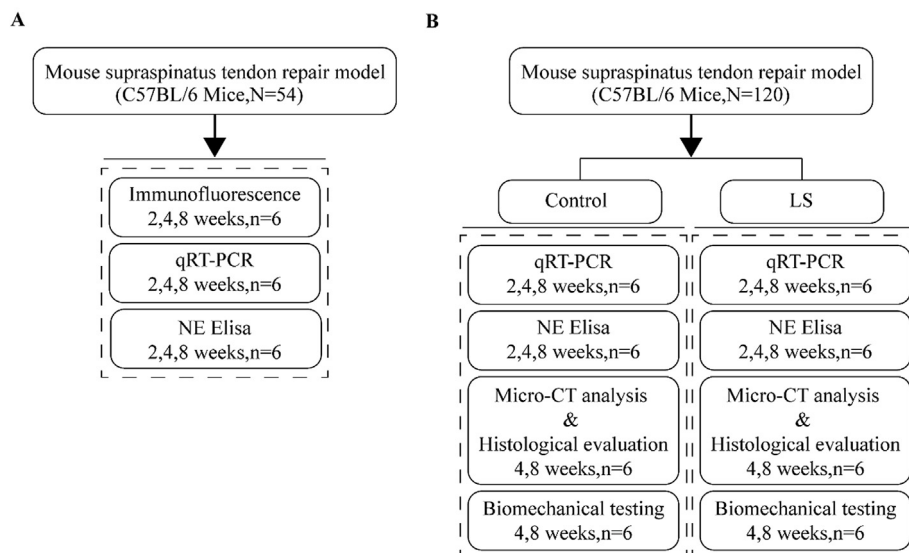 A
Mouse supraspinatus tendon repair model
(C57BL/6 Mice,N=54)
Immunofluorescence
2,4,8 weeks,n=6
qRT-PCR
2,4,8 weeks,n=6
NE Elisa
2,4,8 weeks,n=6
B
Mouse supraspinatus tendon repair model
(C57BL/6 Mice,N=120)
Control
qRT-PCR
2,4,8 weeks,n=6
NE Elisa
2,4,8 weeks,n=6
Micro-CT analysis
&
Histological evaluation
4,8 weeks,n=6
Biomechanical testing
4,8 weeks,n=6
LS
qRT-PCR
2,4,8 weeks,n=6
NE Elisa
2,4,8 weeks,n=6
Micro-CT analysis
&
Histological evaluation
4,8 weeks,n=6
Biomechanical testing
4,8 weeks,n=6